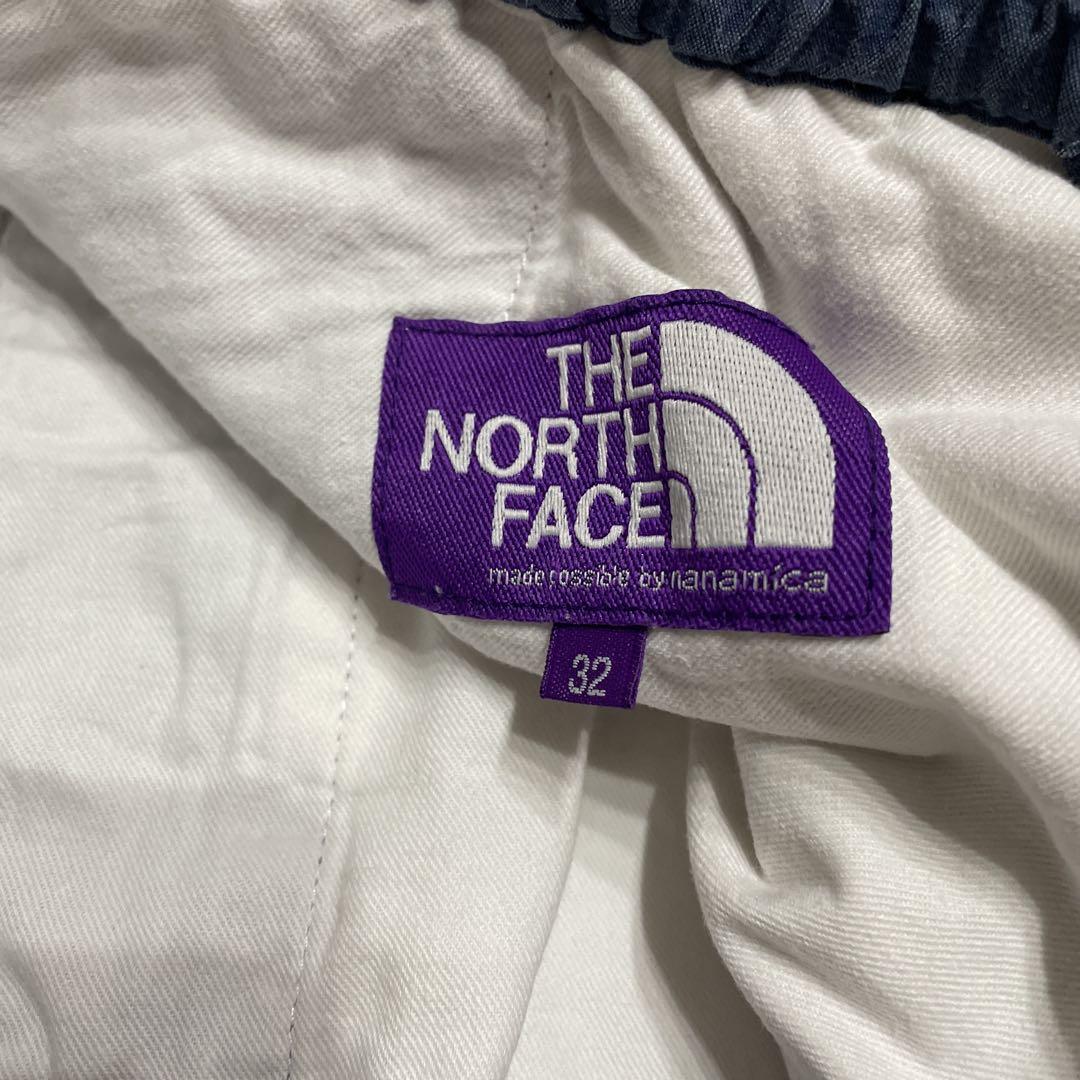 THE
NORTH
FACE
made possible by nanamica
32